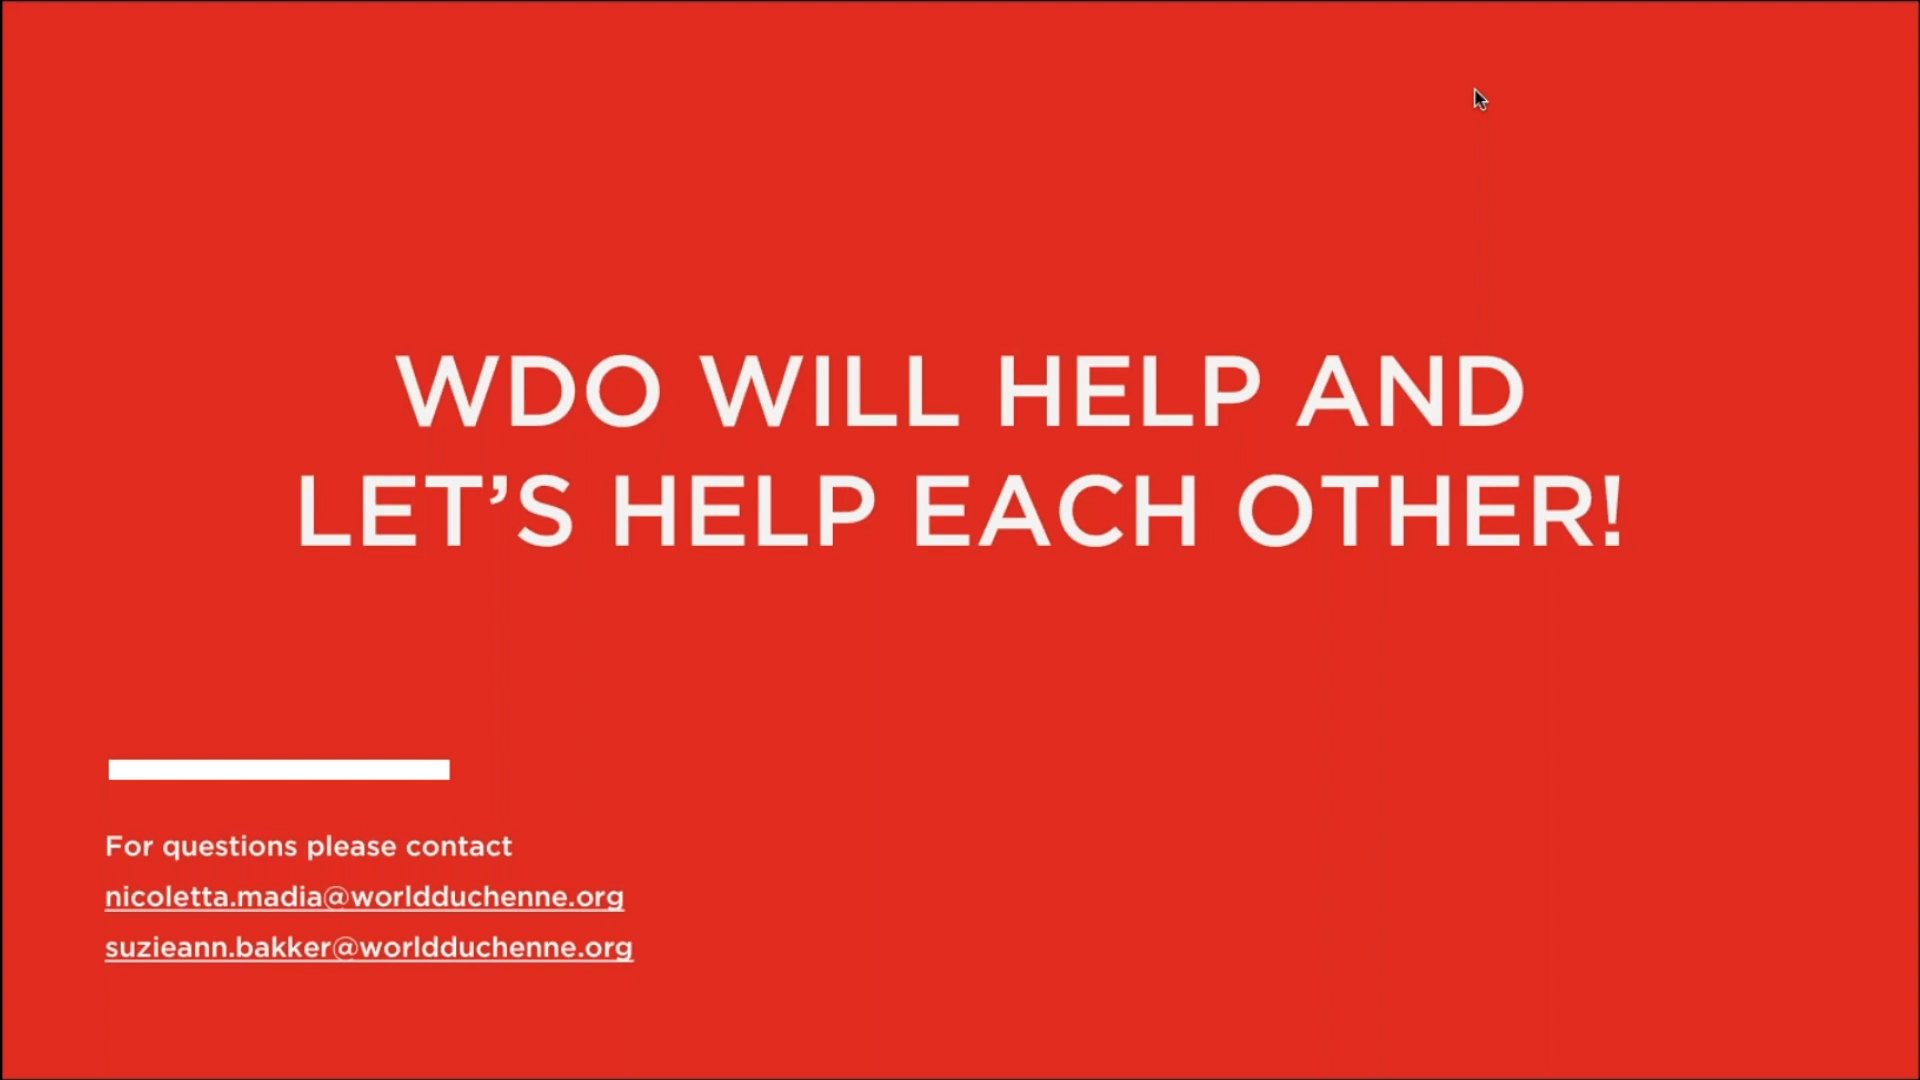 WDO WILL HELP AND
LET’S HELP EACH OTHER!
For questions please contact
nicoletta.madia@worldduchenne.org
suzieann.bakker@worldduchenne.org